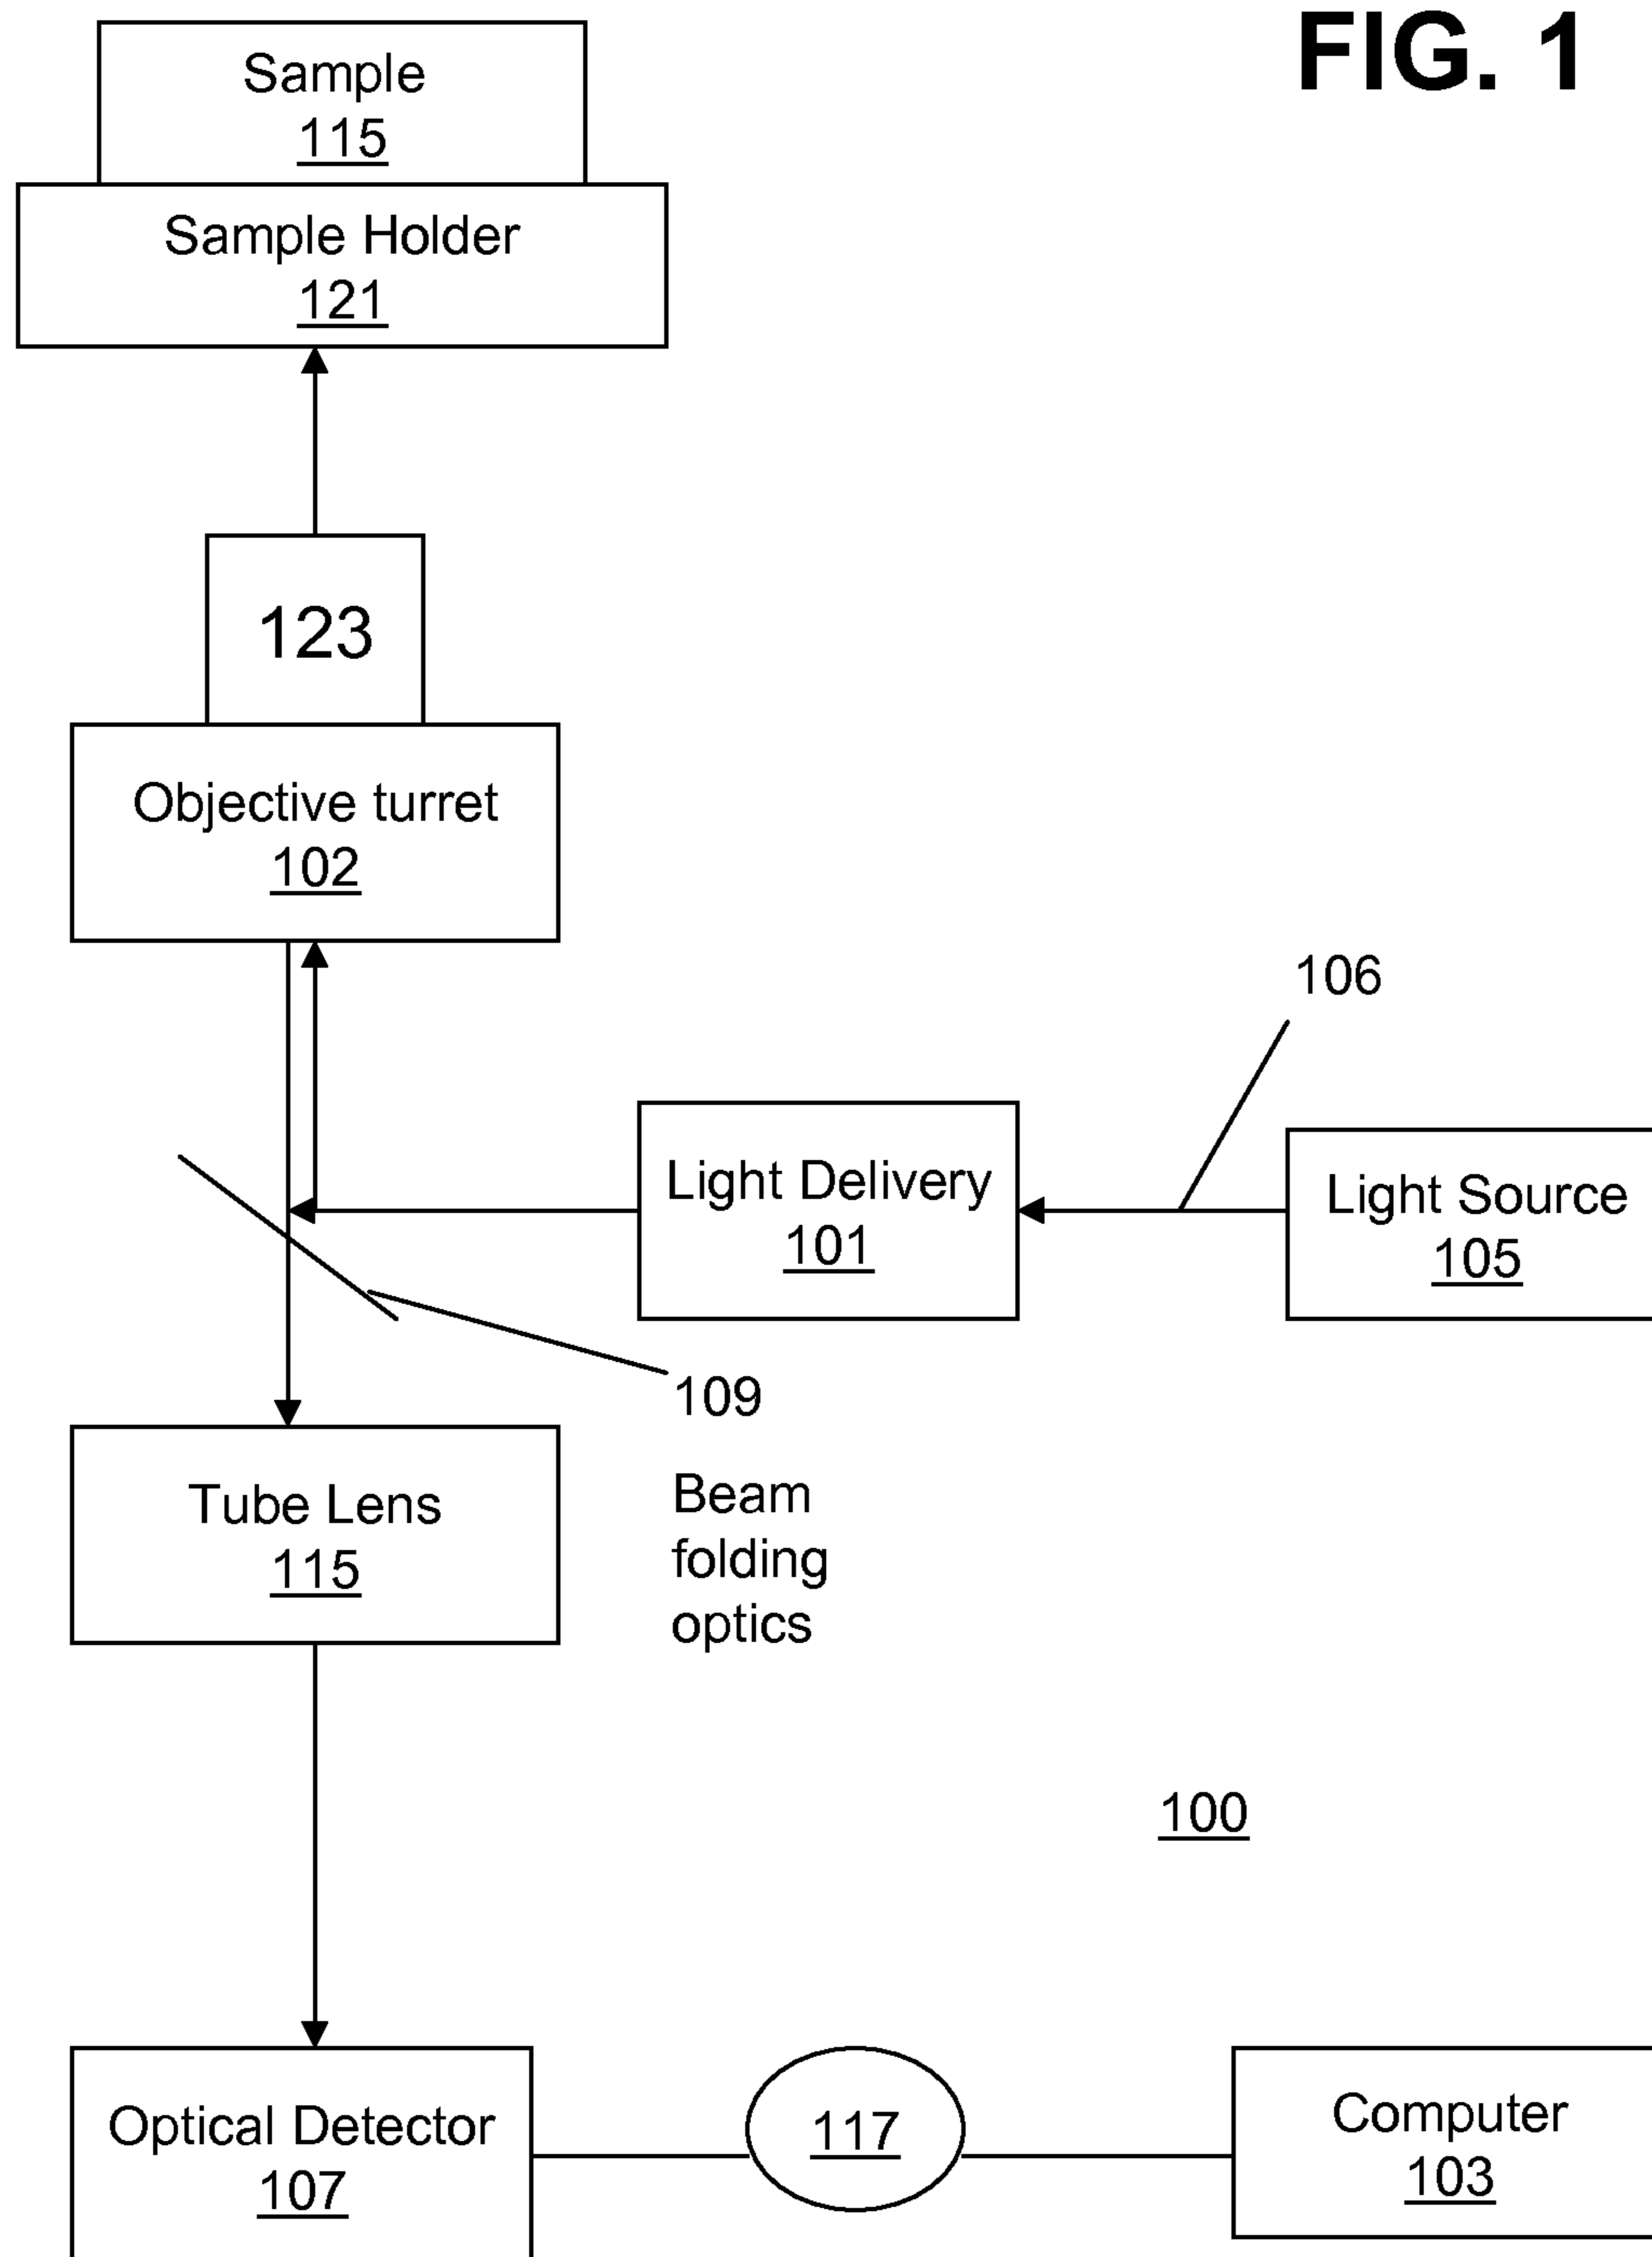 FIG. 1
Sample
115
Sample Holder
121
123
Objective turret
102
106
Light Delivery
101
Light Source
105
109
Beam
folding
optics
Tube Lens
115
100
Optical Detector
107
117
Computer
103